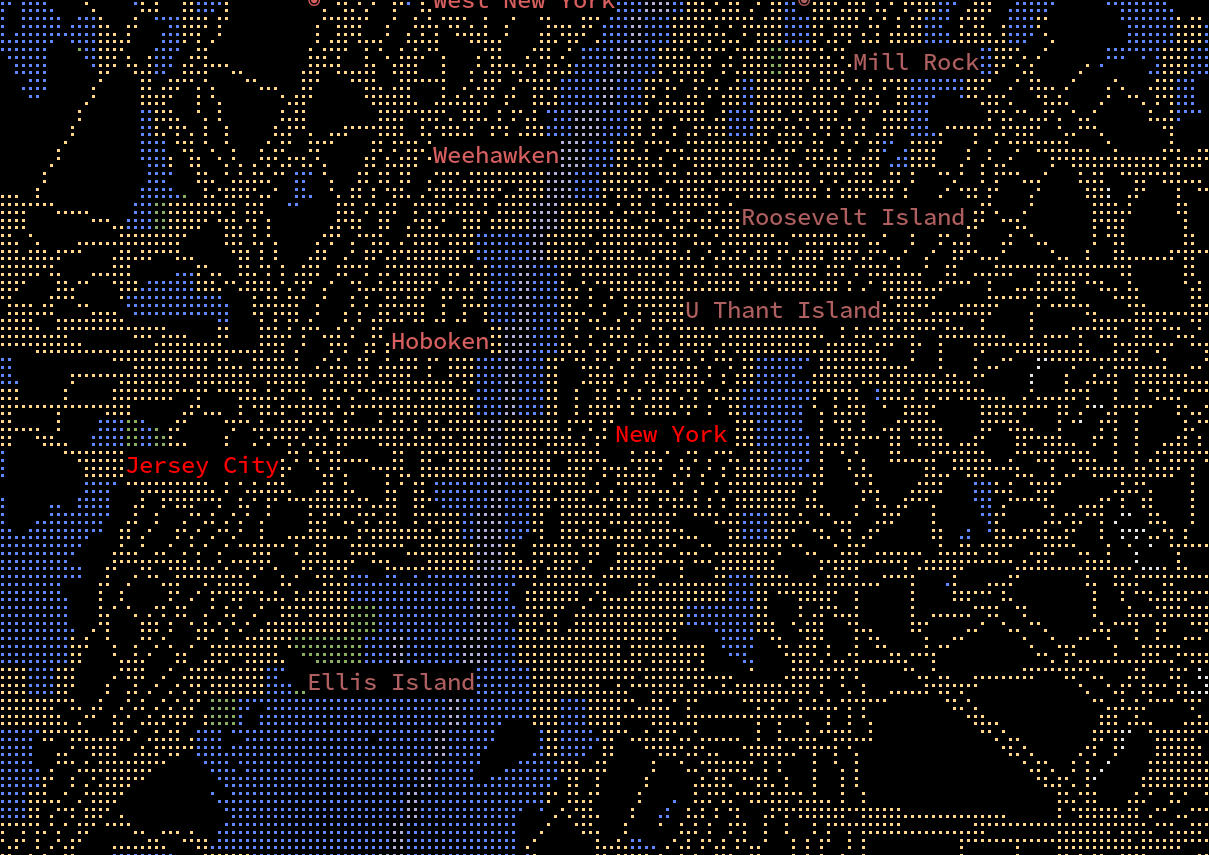 West New York
Mill Rock
Weehawken
Roosevelt Island
U Thant Island
Hoboken
New York
Jersey City
Ellis Island